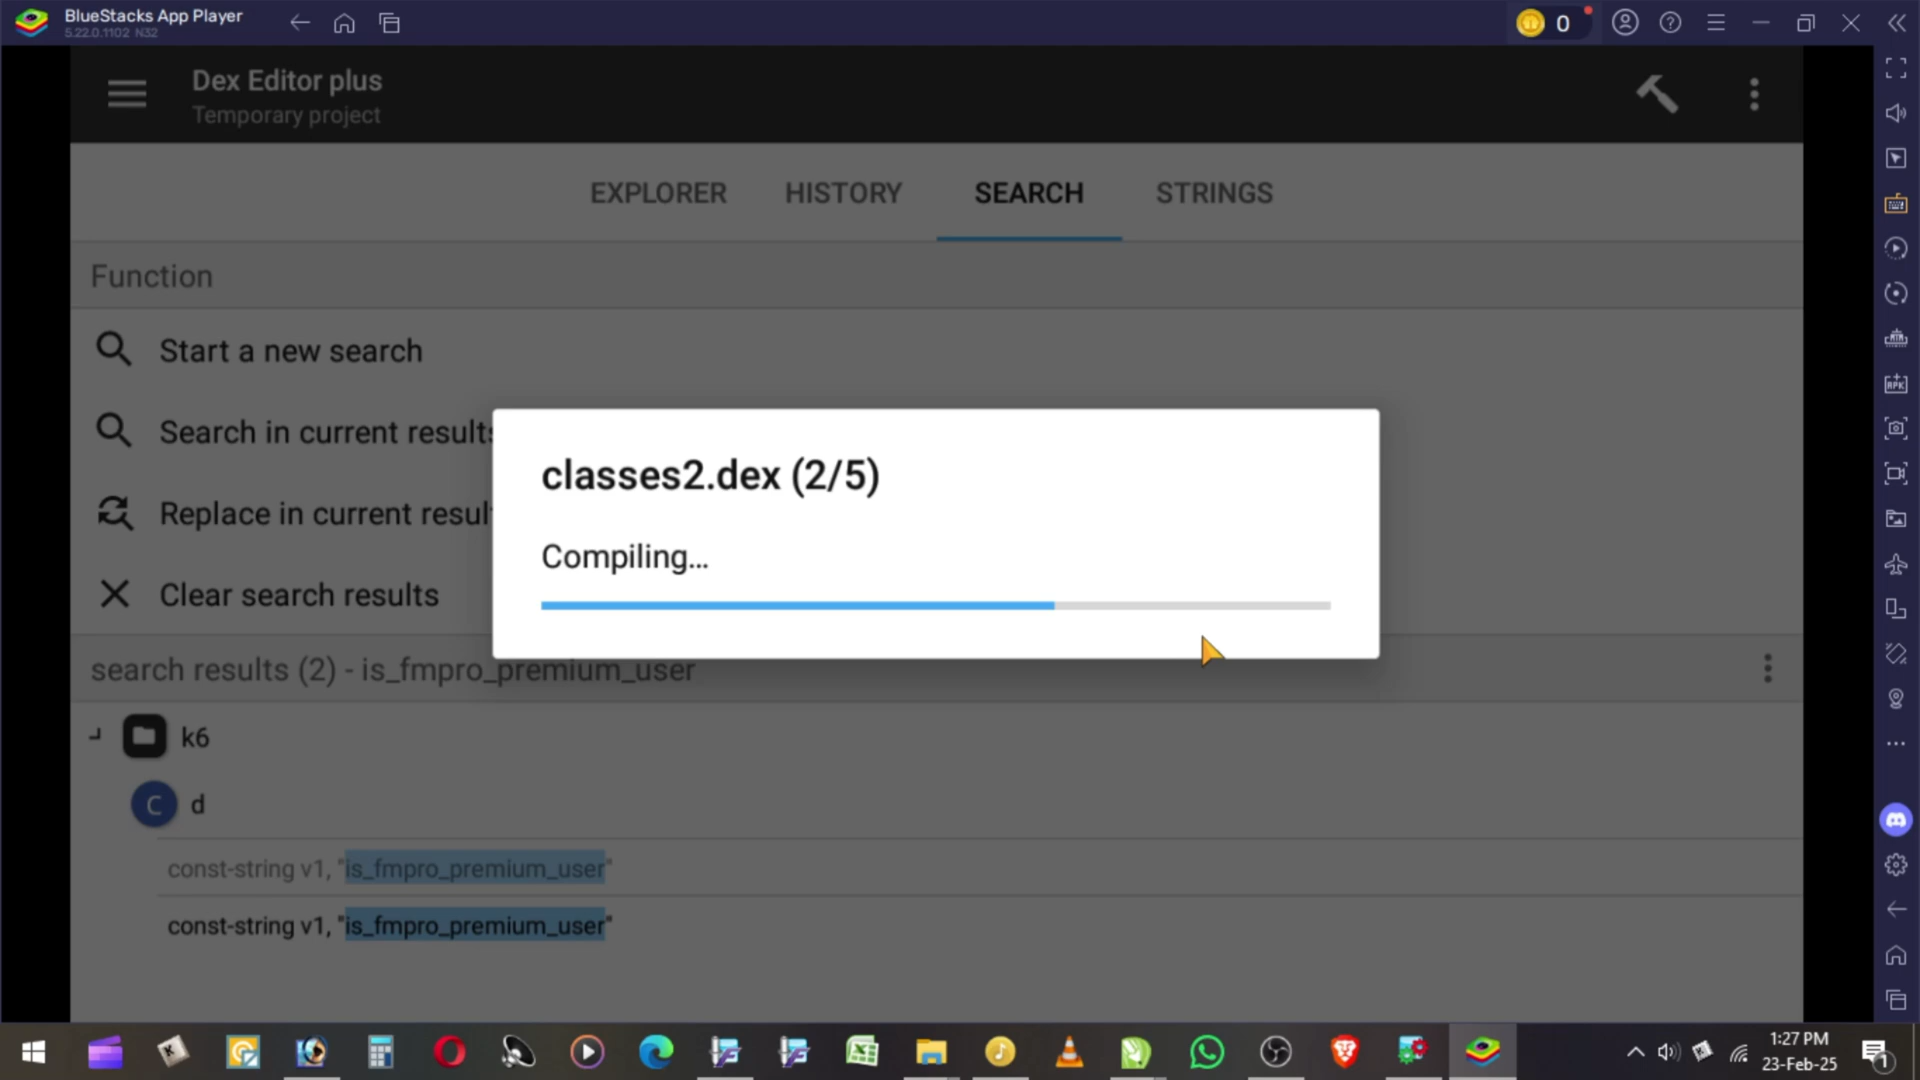 BlueStacks App Player
5.22.0.1102 N32
0
Dex Editor plus
Temporary project
EXPLORER HISTORY SEARCH STRINGS
Function
Start a new search
Search in current results
Replace in current resul
Clear search results
classes2.dex (2/5)
Compiling...
search results (2) - is_fmpro_premium_user
k6
C d
const-string v1, "is_fmpro_premium_user"
const-string v1, "is_fmpro_premium_user"
1:27 PM
23-Feb-25
1